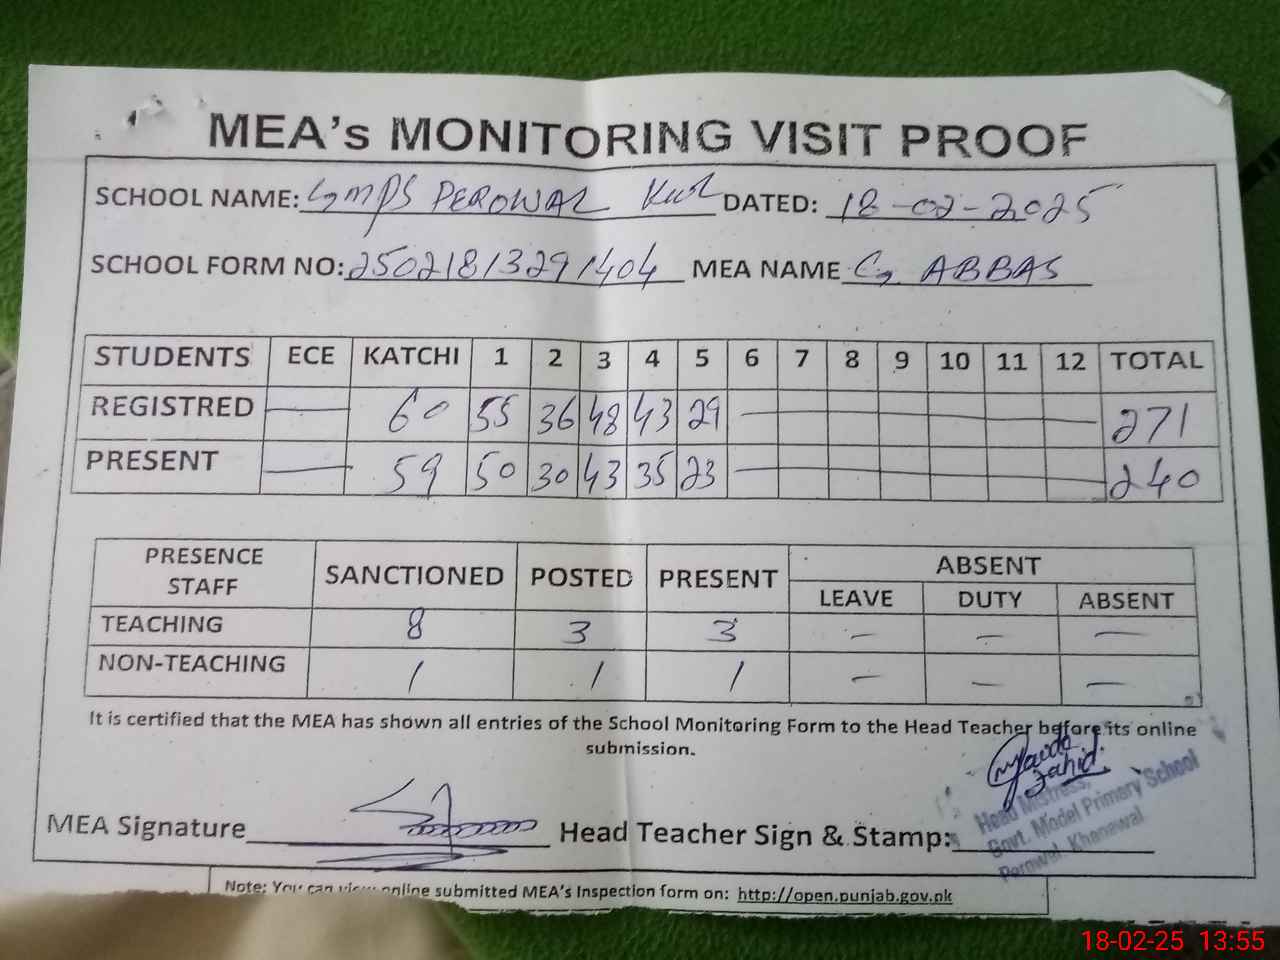 MEA's MONITORING VISIT PROOF
SCHOOL NAME: GMPS PEROWAL KWL DATED: 18-02-2025
SCHOOL FORM NO: 25021813291404 MEA NAME G. ABBAS
STUDENTS ECE KATCHI 1 2 3 4 5 6 7 8 9 10 11 12 TOTAL
REGISTRED — 60 55 36 48 43 29 — 271
PRESENT — 59 50 30 43 35 23 — 240
PRESENCE STAFF SANCTIONED POSTED PRESENT ABSENT
LEAVE DUTY ABSENT
TEACHING 8 3 3 — — —
NON-TEACHING 1 1 1 — — —
It is certified that the MEA has shown all entries of the School Monitoring Form to the Head Teacher before its online
submission.
Zahid
MEA Signature Head Teacher Sign & Stamp:
Head Mistress,
Govt. Model Primary School
Perowal, Khanawal
Note: You can view online submitted MEA's Inspection form on: http://open.punjab.gov.pk
18-02-25 13:55